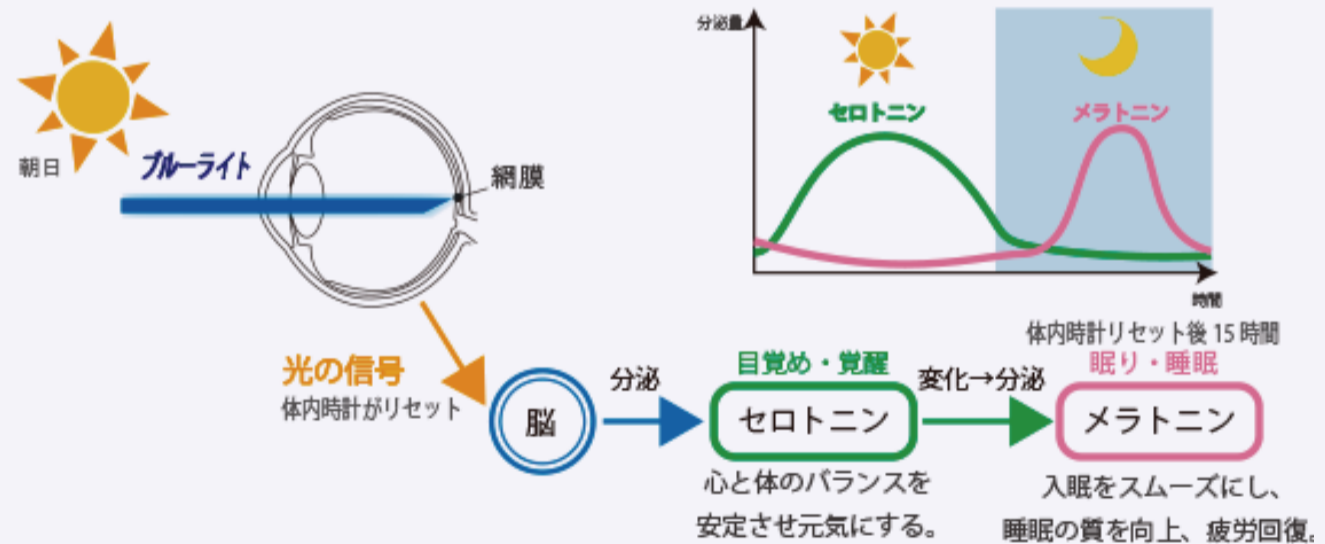 朝日
ブルーライト
網膜
分泌量
セロトニン
メラトニン
時間
体内時計リセット後 15 時間
光の信号
体内時計がリセット
脳
分泌
目覚め・覚醒
セロトニン
心と体のバランスを
安定させ元気にする。
変化→分泌
眠り・睡眠
メラトニン
入眠をスムーズにし、
睡眠の質を向上、疲労回復。